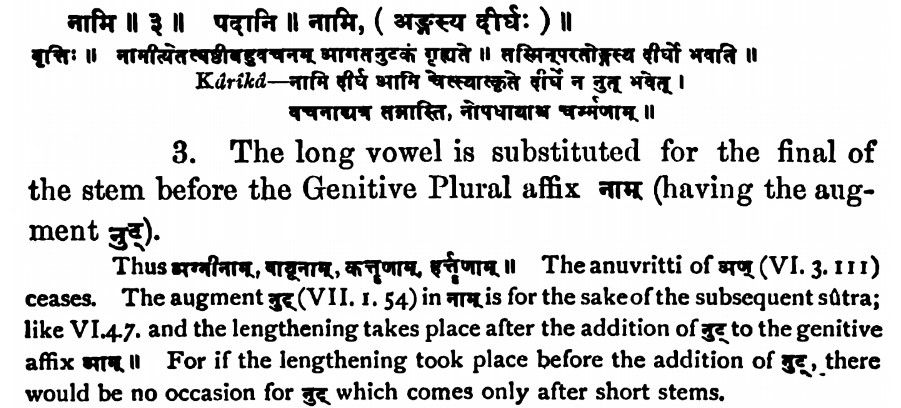 नामि ॥ ३ ॥ पदानि ॥ नामि, ( अङ्गस्य दीर्घः ) ॥
वृत्तिः ॥ नामीत्येतत्षष्ठीबहुवचनम् आगतनुटकं गृह्यते ॥ तस्मिन्परतोङ्गस्य दीर्घो भवति ॥
Kârikâ—नामि दीर्घ आमि चेत्स्यात्कृते दीर्घे न नुट् भवेत् ।
वचनाद्यत्र तन्नास्ति, नोपधायाश्च चर्म्मणाम् ॥
3. The long vowel is substituted for the final of
the stem before the Genitive Plural affix नाम् (having the aug-
ment नुट्).
Thus अग्नीनाम्, वायूनाम्, कर्त्तॄणाम्, हर्त्तॄणाम् ॥ The anuvritti of अण् (VI. 3. 111)
ceases. The augment नुट् (VII. 1. 54) in नाम् is for the sake of the subsequent sûtra;
like VI.4.7. and the lengthening takes place after the addition of नुट् to the genitive
affix आम् ॥ For if the lengthening took place before the addition of नुट्, there
would be no occasion for नुट् which comes only after short stems.